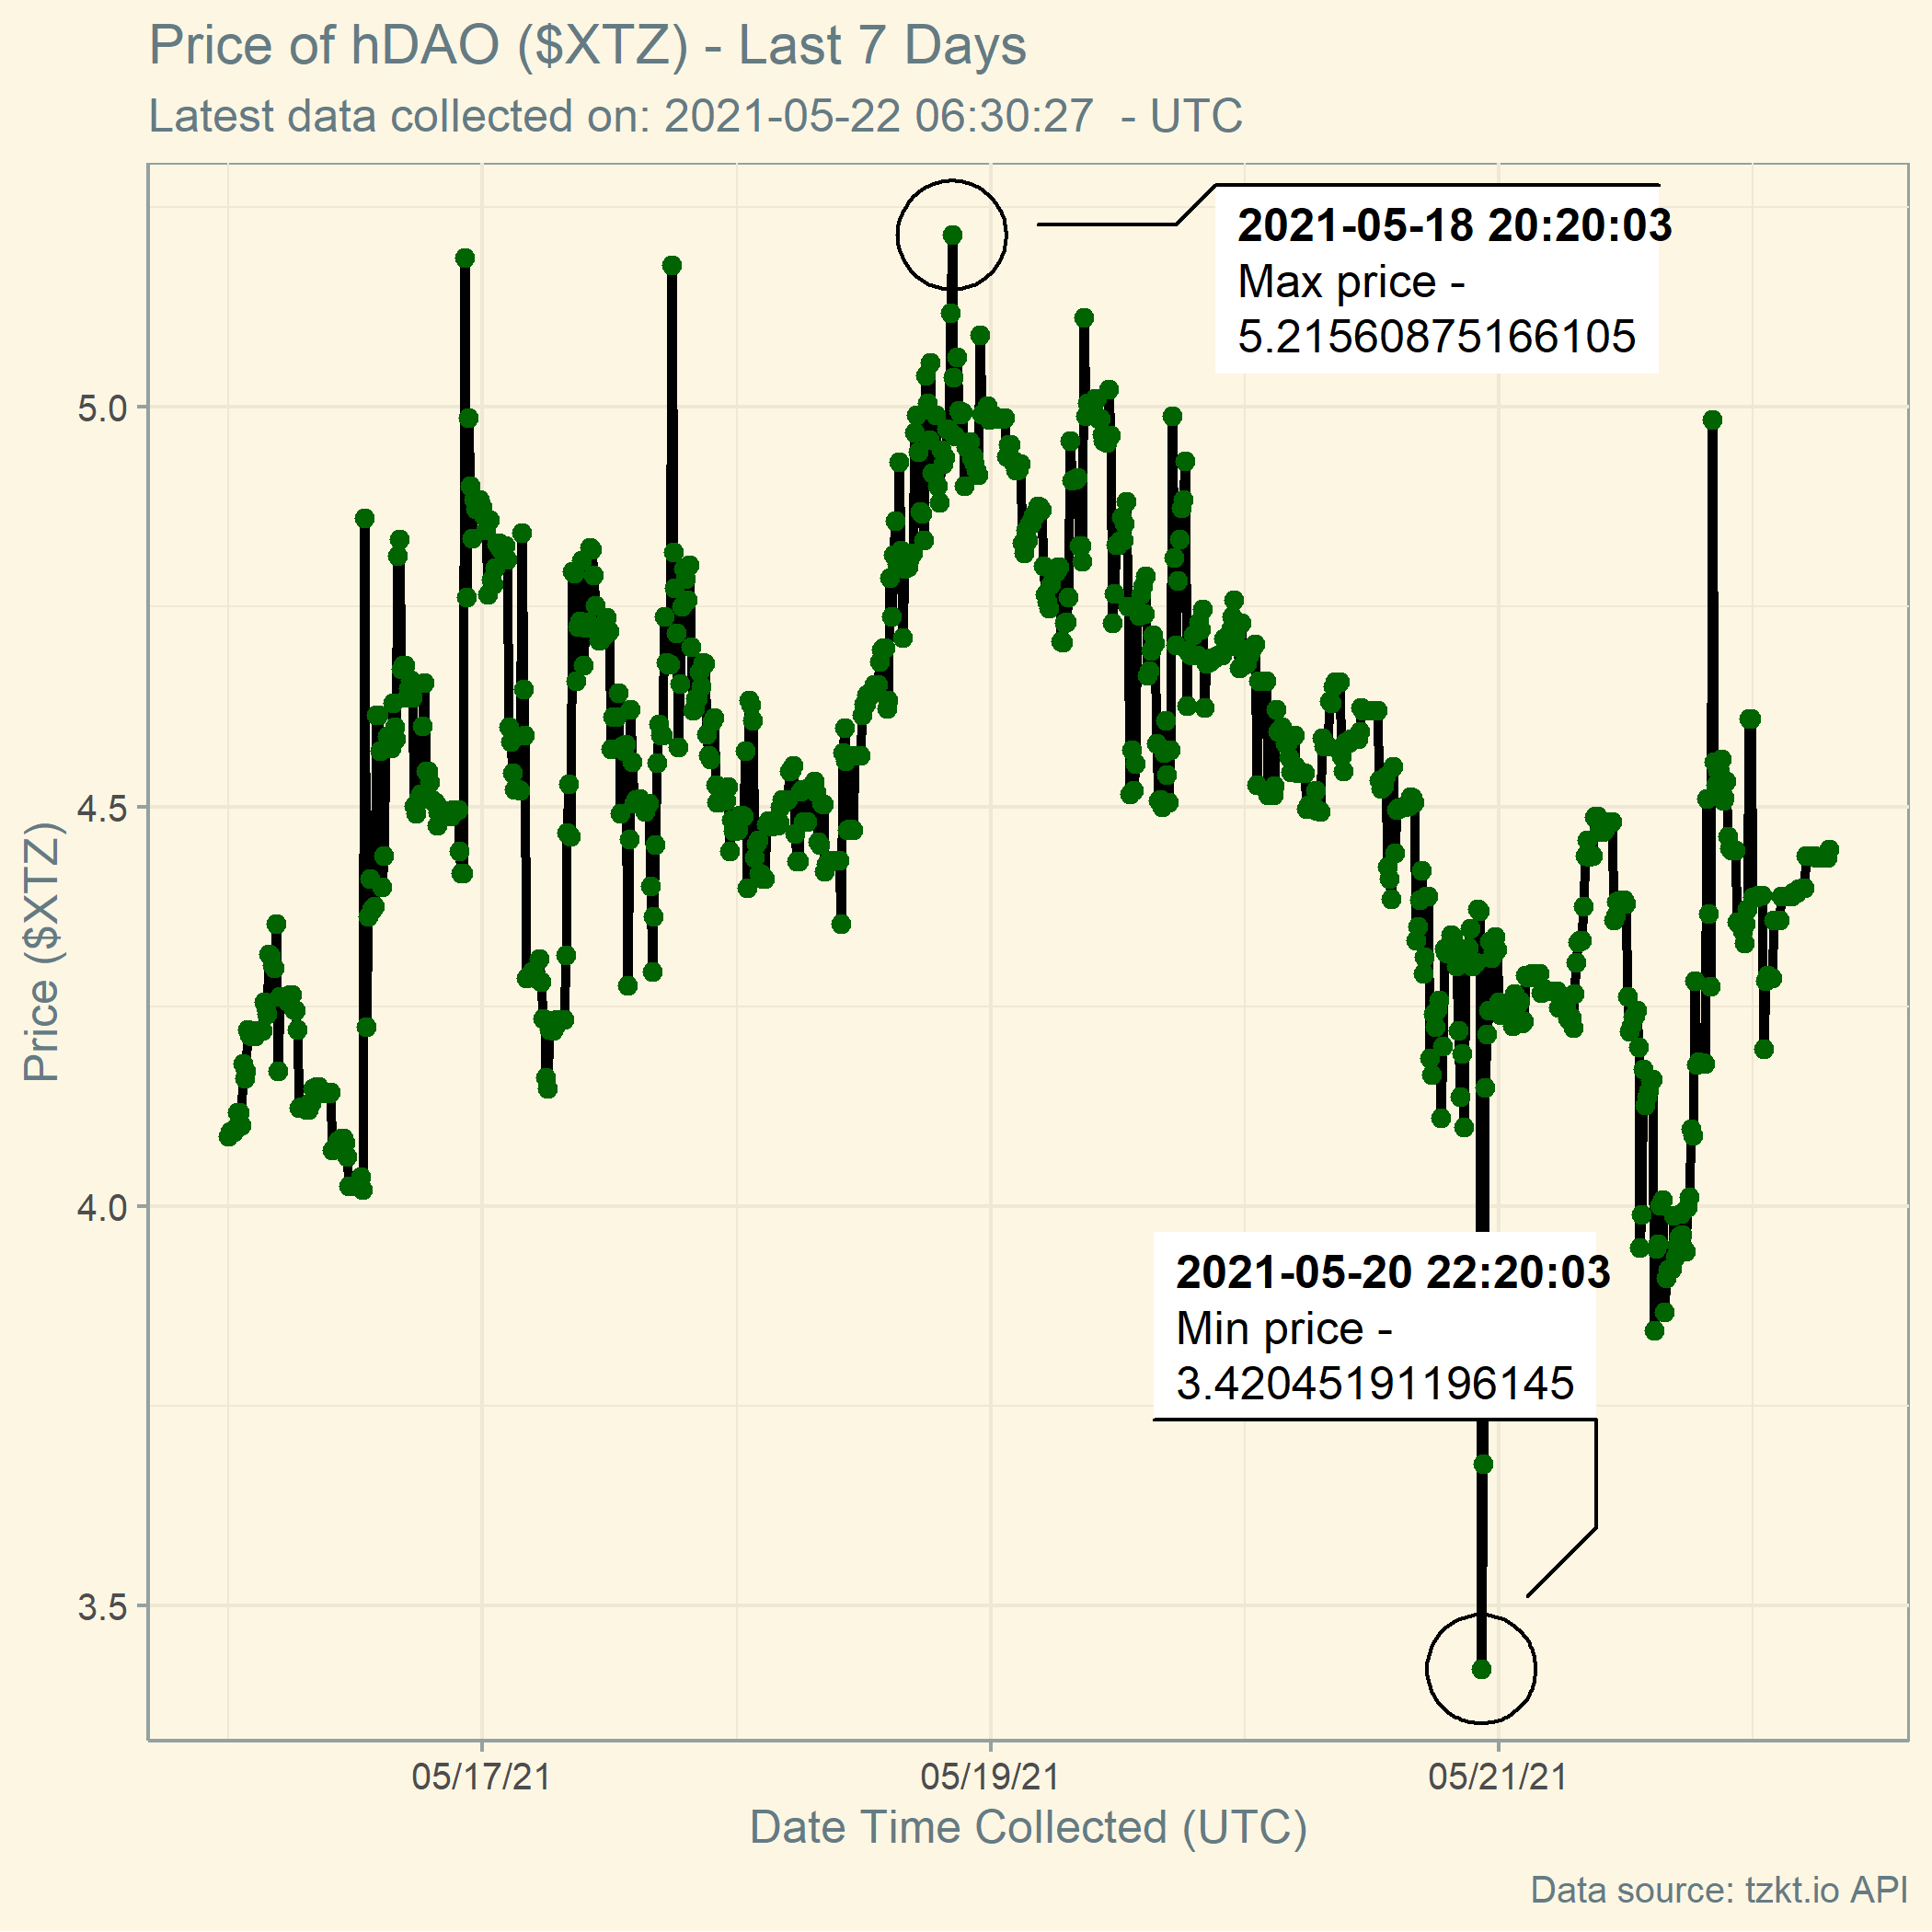 Price of hDAO ($XTZ) - Last 7 Days
Latest data collected on: 2021-05-22 06:30:27  - UTC
2021-05-18 20:20:03
Max price -
5.21560875166105
5.0
4.5
4.0
3.5
Price ($XTZ)
2021-05-20 22:20:03
Min price -
3.42045191196145
05/17/21
05/19/21
05/21/21
Date Time Collected (UTC)
Data source: tzkt.io API